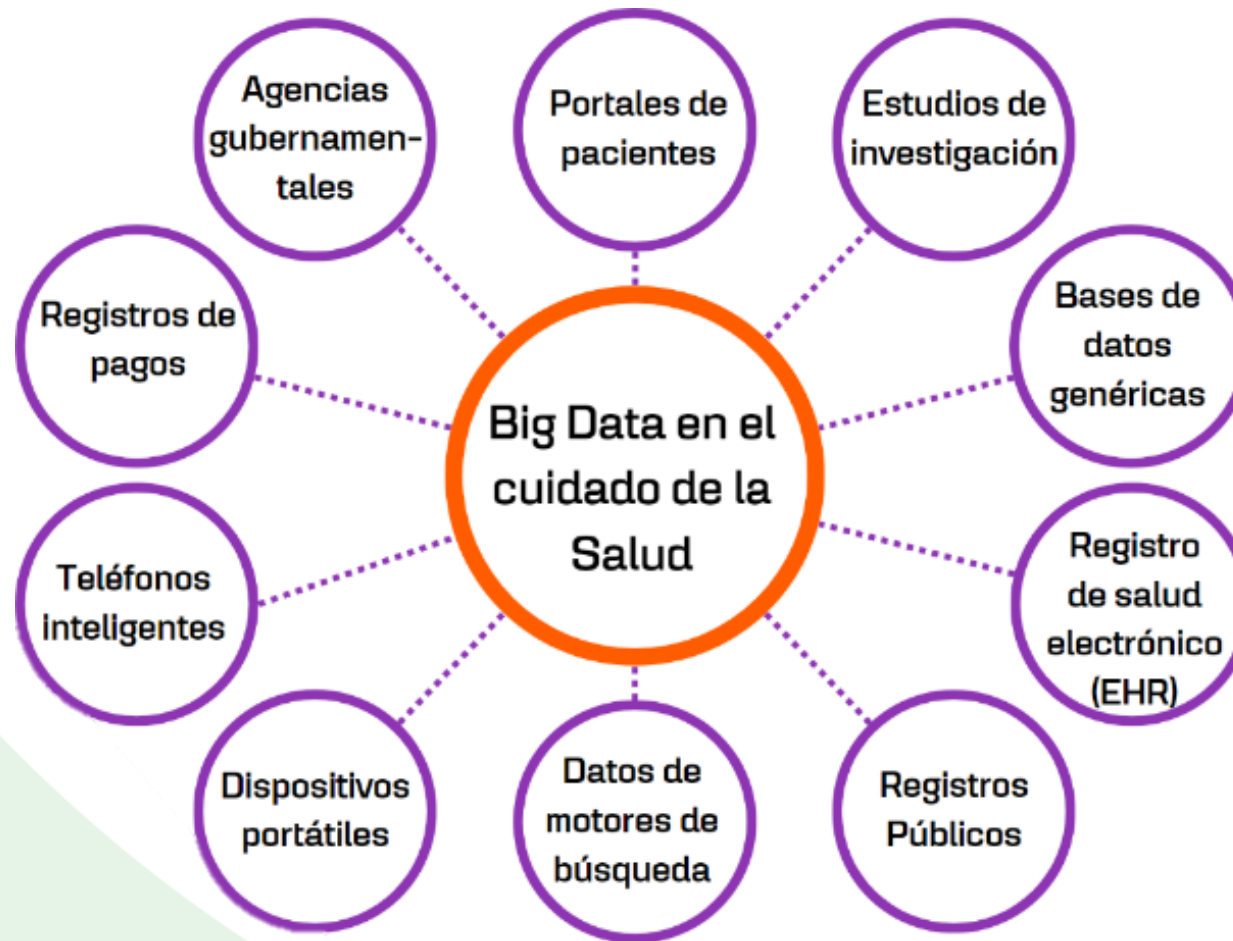 Agencias
gubernamen-
tales
Portales de
pacientes
Estudios de
investigación
Registros de
pagos
Bases de
datos
genéricas
Big Data en el
cuidado de la
Salud
Teléfonos
inteligentes
Registro
de salud
electrónico
(EHR)
Dispositivos
portátiles
Datos de
motores de
búsqueda
Registros
Públicos